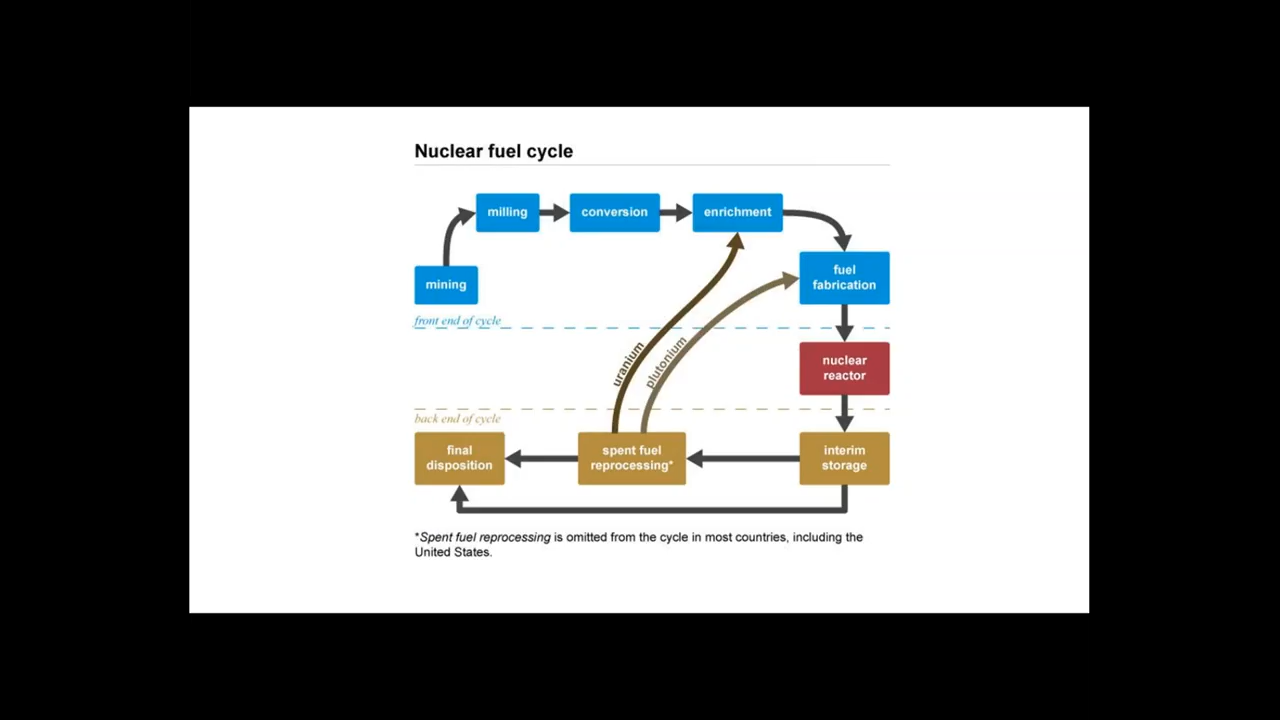 Nuclear fuel cycle
milling
conversion
enrichment
mining
fuel
fabrication
front end of cycle
nuclear
reactor
uranium
plutonium
back end of cycle
final
disposition
spent fuel
reprocessing*
interim
storage
*Spent fuel reprocessing is omitted from the cycle in most countries, including the
United States.